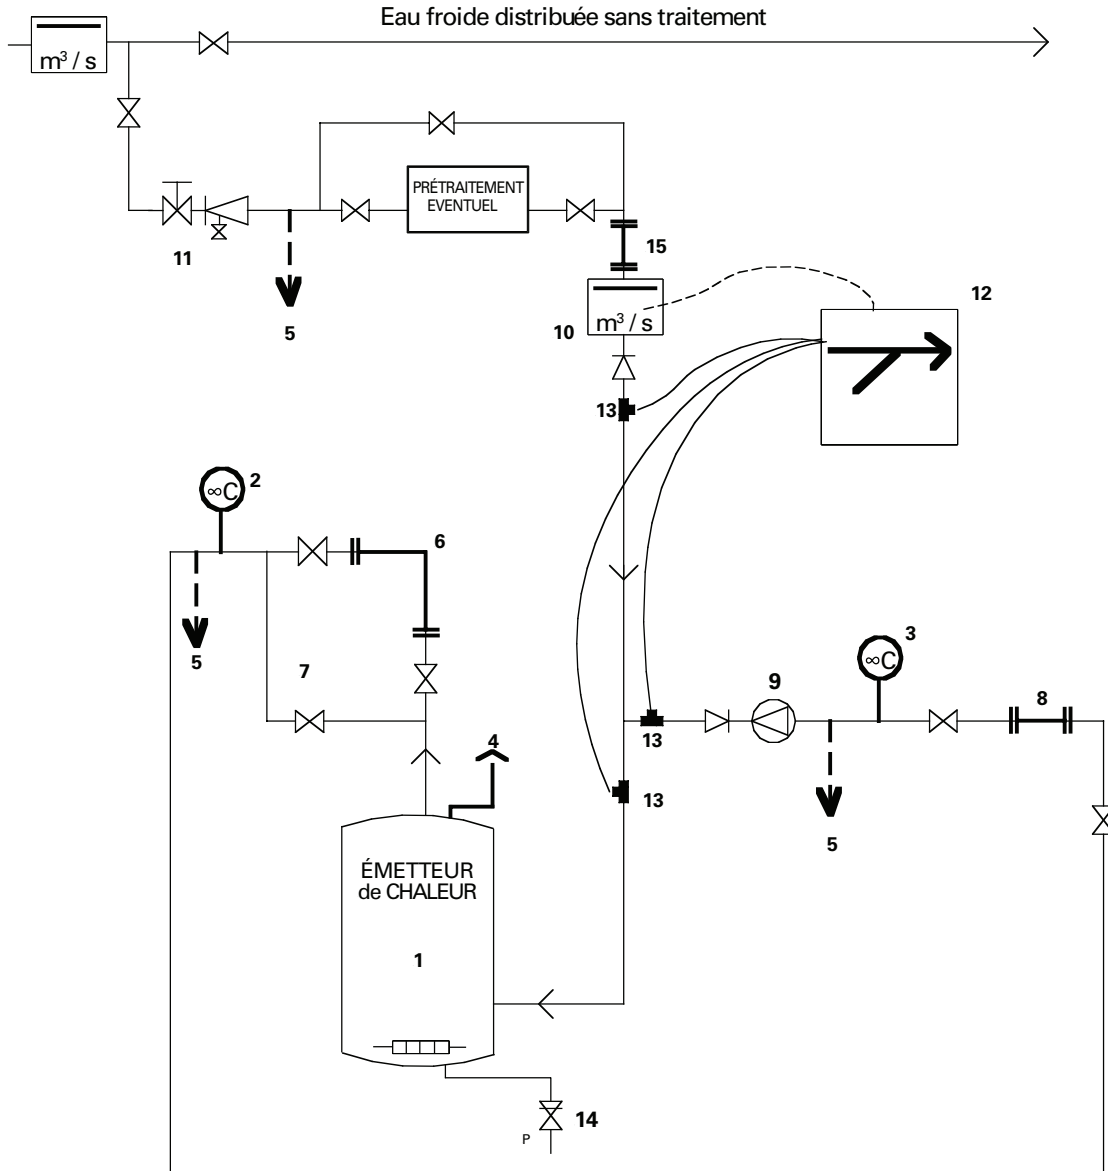 Eau froide distribuée sans traitement
m³ / s
PRÉTRAITEMENT
EVENTUEL
11
5
15
10
m³ / s
12
13
∞C
2
6
5
7
∞C
3
9
8
13
4
13
5
ÉMETTEUR
de CHALEUR
1
14
P